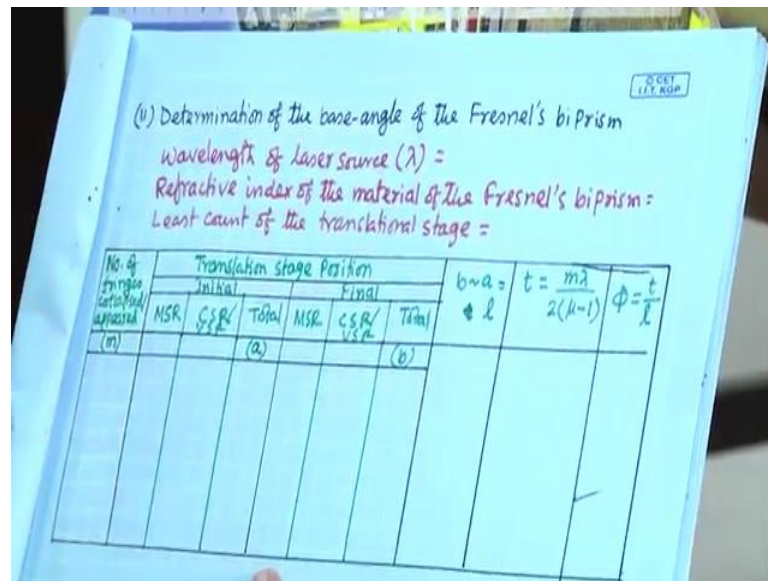 © CET
I.I.T. KGP
(ii) Determination of the base-angle of the Fresnel's biprism
Wavelength of Laser source (λ) =
Refractive index of the material of the Fresnel's biprism =
Least count of the translational stage =
No. of fringes collapsed/ appeared (m)
Translation stage Position
Initial Final
MSR CSR/VSR Total (a) MSR CSR/VSR Total (b)
b~a = l
t = mλ / 2(μ-1)
Φ = t/l